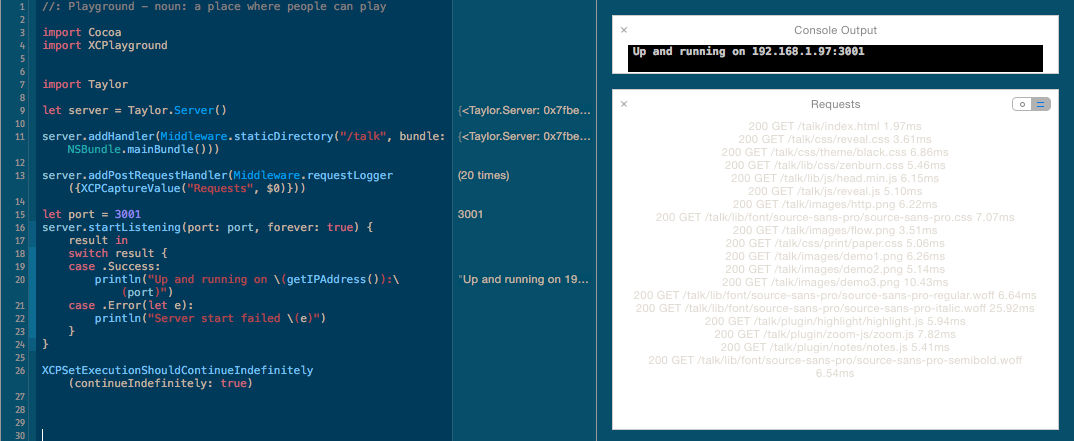 1 //: Playground - noun: a place where people can play
2
3 import Cocoa
4 import XCPlayground
5
6
7 import Taylor
8
9 let server = Taylor.Server()
10
11 server.addHandler(Middleware.staticDirectory("/talk", bundle:
NSBundle.mainBundle()))
12
13 server.addPostRequestHandler(Middleware.requestLogger
({XCPCaptureValue("Requests", $0)}))
14
15 let port = 3001
16 server.startListening(port: port, forever: true) {
17 result in
18 switch result {
19 case .Success:
20 println("Up and running on \(getIPAddress()):\
(port)")
21 case .Error(let e):
22 println("Server start failed \(e)")
23 }
24 }
25
26 XCPSetExecutionShouldContinueIndefinitely
(continueIndefinitely: true)
27
28
29
30
{<Taylor.Server: 0x7fbe...
{<Taylor.Server: 0x7fbe...
(20 times)
3001
"Up and running on 19...
× Console Output
Up and running on 192.168.1.97:3001
× Requests
200 GET /talk/index.html 1.97ms
200 GET /talk/css/reveal.css 3.61ms
200 GET /talk/css/theme/black.css 6.86ms
200 GET /talk/lib/css/zenburn.css 5.46ms
200 GET /talk/lib/js/head.min.js 6.15ms
200 GET /talk/js/reveal.js 5.10ms
200 GET /talk/images/http.png 6.22ms
200 GET /talk/lib/font/source-sans-pro/source-sans-pro.css 7.07ms
200 GET /talk/images/flow.png 3.51ms
200 GET /talk/css/print/paper.css 5.06ms
200 GET /talk/images/demo1.png 6.26ms
200 GET /talk/images/demo2.png 5.14ms
200 GET /talk/images/demo3.png 10.43ms
200 GET /talk/lib/font/source-sans-pro/source-sans-pro-regular.woff 6.64ms
200 GET /talk/lib/font/source-sans-pro/source-sans-pro-italic.woff 25.92ms
200 GET /talk/plugin/highlight/highlight.js 5.94ms
200 GET /talk/plugin/zoom-js/zoom.js 7.82ms
200 GET /talk/plugin/notes/notes.js 5.41ms
200 GET /talk/lib/font/source-sans-pro/source-sans-pro-semibold.woff
6.54ms